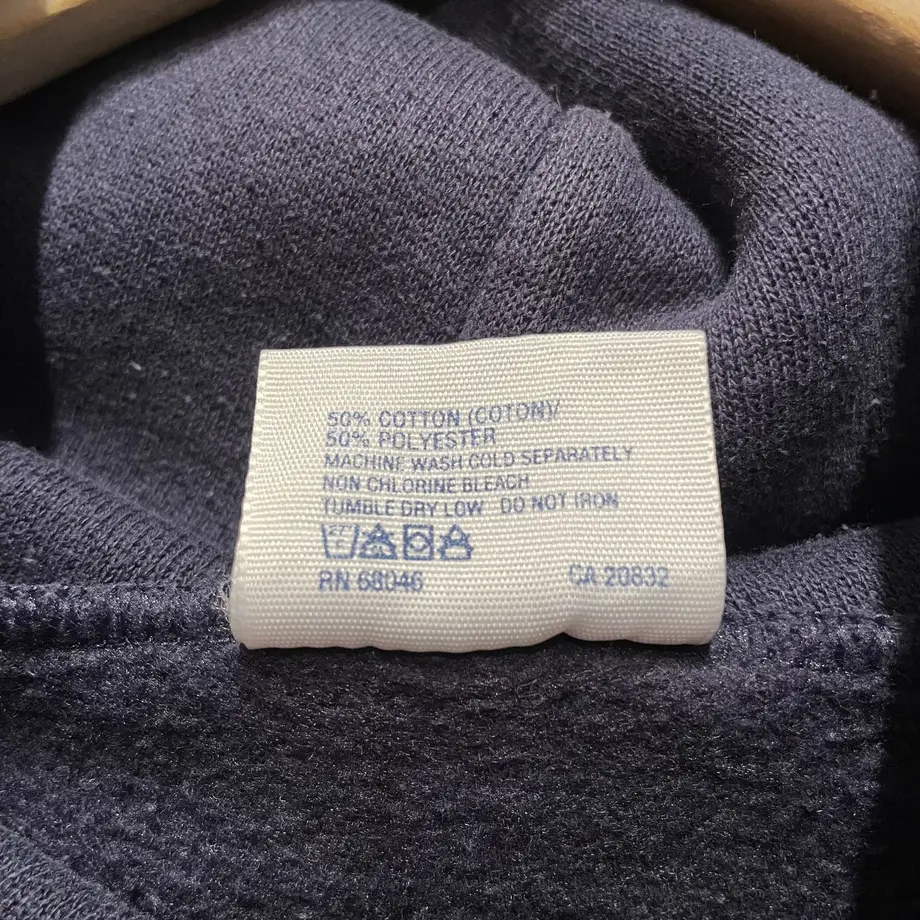 50% COTTON (COTON)/
50% POLYESTER
MACHINE WASH COLD SEPARATELY
NON CHLORINE BLEACH
TUMBLE DRY LOW DO NOT IRON
RN 68046 CA 20832